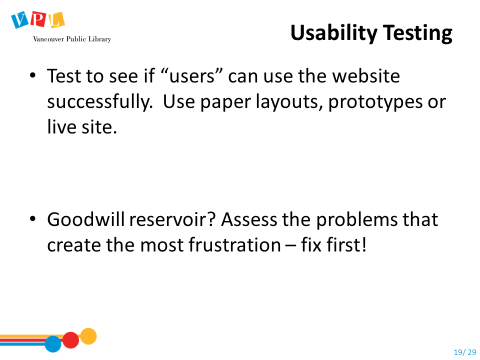 VPL
Vancouver Public Library
Usability Testing
• Test to see if “users” can use the website
successfully.  Use paper layouts, prototypes or
live site.
• Goodwill reservoir? Assess the problems that
create the most frustration – fix first!
19/ 29